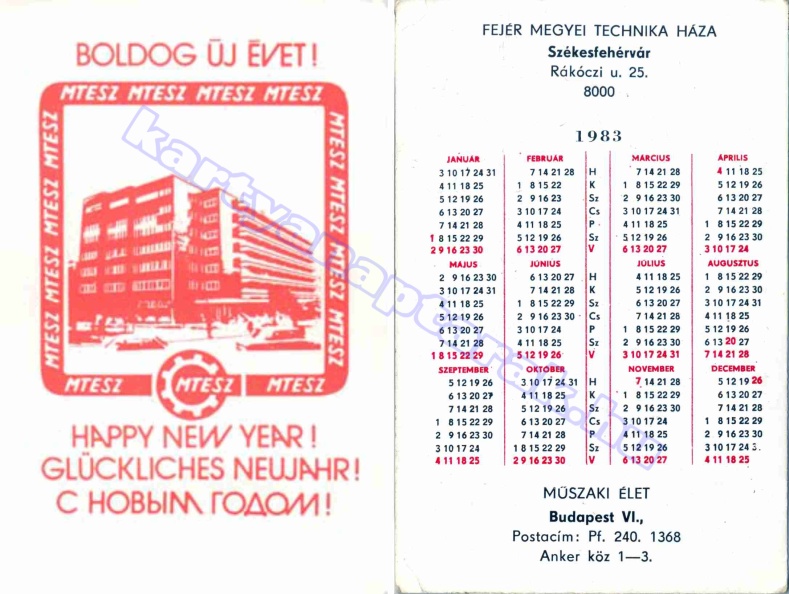 BOLDOG ÚJ ÉVET!
MTESZ MTESZ MTESZ MTESZ
MTESZ MTESZ MTESZ MTESZ
MTESZ MTESZ MTESZ MTESZ
MTESZ MTESZ MTESZ
HAPPY NEW YEAR!
GLÜCKLICHES NEUJAHR!
С НОВЫМ ГОДОМ!
kartyanaptarak.hu
FEJÉR MEGYEI TECHNIKA HÁZA
Székesfehérvár
Rákóczi u. 25.
8000
1983
JANUÁR FEBRUÁR MÁRCIUS ÁPRILIS
3 10 17 24 31 7 14 21 28 H 7 14 21 28 4 11 18 25
4 11 18 25 1 8 15 22 K 1 8 15 22 29 5 12 19 26
5 12 19 26 2 9 16 23 Sz 2 9 16 23 30 6 13 20 27
6 13 20 27 3 10 17 24 Cs 3 10 17 24 31 7 14 21 28
7 14 21 28 4 11 18 25 P 4 11 18 25 1 8 15 22 29
1 8 15 22 29 5 12 19 26 Sz 5 12 19 26 2 9 16 23 30
2 9 16 23 30 6 13 20 27 V 6 13 20 27 3 10 17 24
MÁJUS JÚNIUS JÚLIUS AUGUSZTUS
2 9 16 23 30 6 13 20 27 H 4 11 18 25 1 8 15 22 29
3 10 17 24 31 7 14 21 28 K 5 12 19 26 2 9 16 23 30
4 11 18 25 1 8 15 22 29 Sz 6 13 20 27 3 10 17 24 31
5 12 19 26 2 9 16 23 30 Cs 7 14 21 28 4 11 18 25
6 13 20 27 3 10 17 24 P 1 8 15 22 29 5 12 19 26
7 14 21 28 4 11 18 25 Sz 2 9 16 23 30 6 13 20 27
1 8 15 22 29 5 12 19 26 V 3 10 17 24 31 7 14 21 28
SZEPTEMBER OKTÓBER NOVEMBER DECEMBER
5 12 19 26 3 10 17 24 31 H 7 14 21 28 5 12 19 26
6 13 20 27 4 11 18 25 K 1 8 15 22 29 6 13 20 27
7 14 21 28 5 12 19 26 Sz 2 9 16 23 30 7 14 21 28
1 8 15 22 29 6 13 20 27 Cs 3 10 17 24 1 8 15 22 29
2 9 16 23 30 7 14 21 28 P 4 11 18 25 2 9 16 23 30
3 10 17 24 1 8 15 22 29 Sz 5 12 19 26 3 10 17 24
4 11 18 25 2 9 16 23 30 V 6 13 20 27 4 11 18 25
MŰSZAKI ÉLET
Budapest VI.,
Postacím: Pf. 240. 1368
Anker köz 1—3.